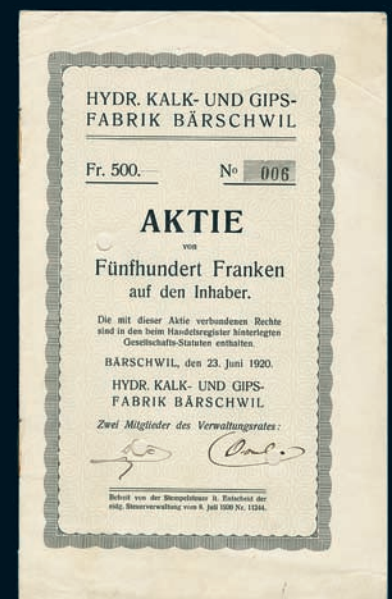 HYDR. KALK- UND GIPS-
FABRIK BÄRSCHWIL
Fr. 500.— No 006
AKTIE
von
Fünfhundert Franken
auf den Inhaber.
Die mit dieser Aktie verbundenen Rechte
sind in den beim Handelsregister hinterlegten
Gesellschafts-Statuten enthalten.
BÄRSCHWIL, den 23. Juni 1920.
HYDR. KALK- UND GIPS-
FABRIK BÄRSCHWIL
Zwei Mitglieder des Verwaltungsrates:
Befreit von der Stempelsteuer lt. Entscheid der
eidg. Steuerverwaltung vom 9. Juli 1920 Nr. 11244.